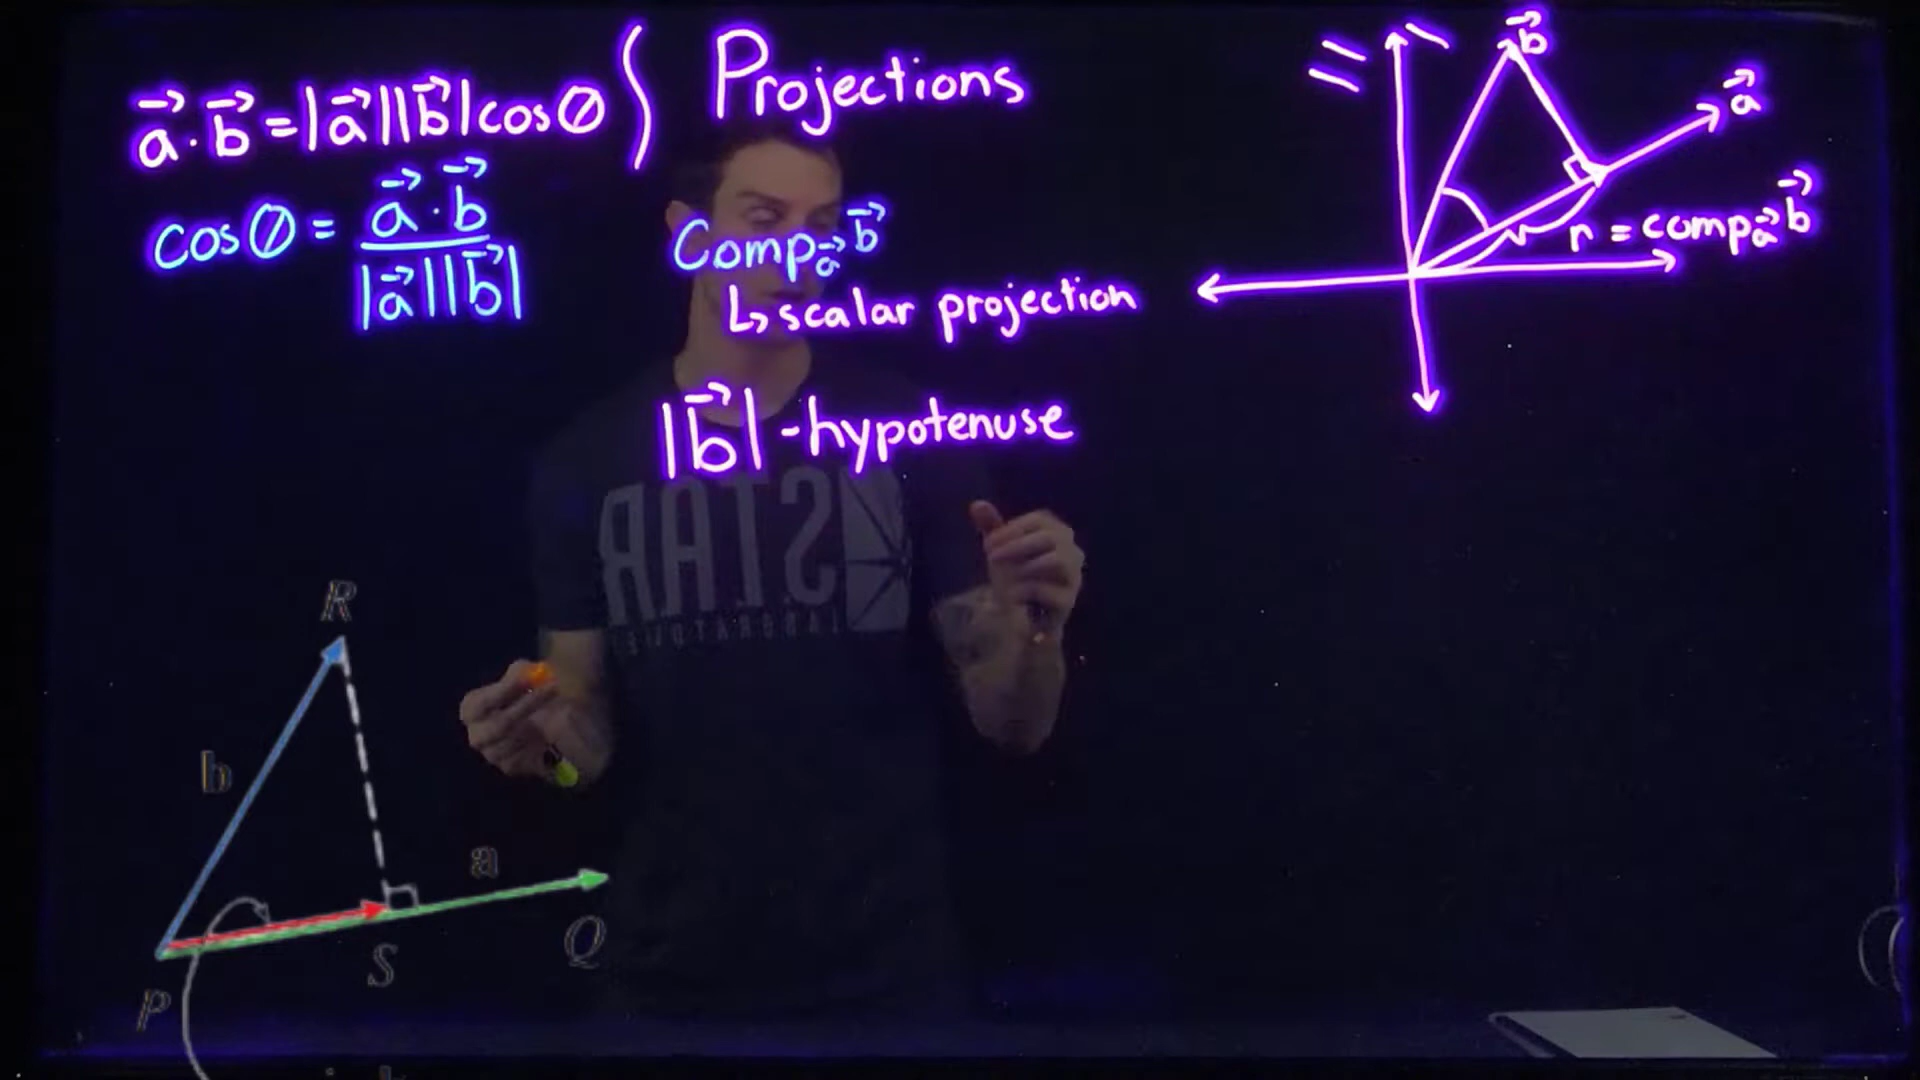 a⃗ · b⃗ = |a⃗||b⃗|cosθ
Projections
cosθ = a⃗ · b⃗ / |a⃗||b⃗|
Comp_a⃗ b⃗
↳ scalar projection
|b⃗| - hypotenuse
b⃗
a⃗
r = comp_a⃗ b⃗
STAR
LABORATORIES
R
b
a
S
Q
P